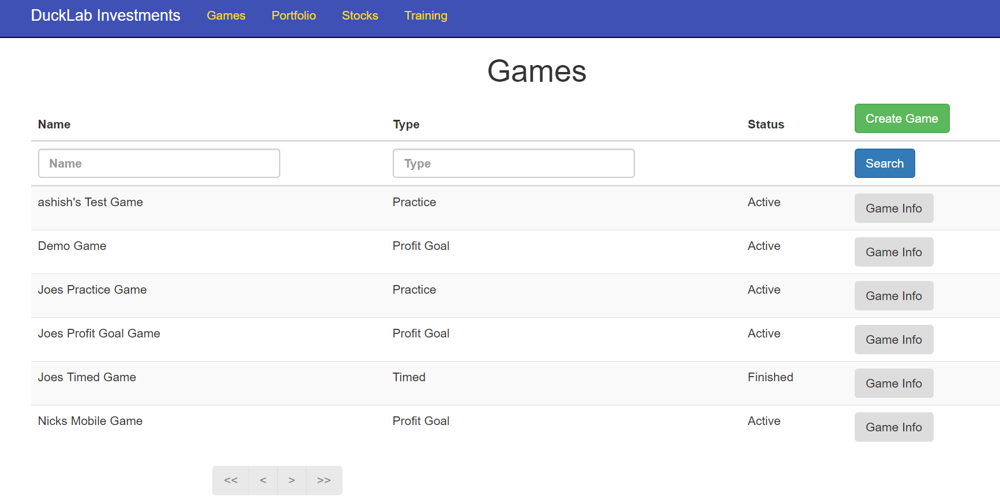 DuckLab Investments Games Portfolio Stocks Training
Games
Name Type Status Create Game
Name Type Search
ashish's Test Game Practice Active Game Info
Demo Game Profit Goal Active Game Info
Joes Practice Game Practice Active Game Info
Joes Profit Goal Game Profit Goal Active Game Info
Joes Timed Game Timed Finished Game Info
Nicks Mobile Game Profit Goal Active Game Info
<< < > >>